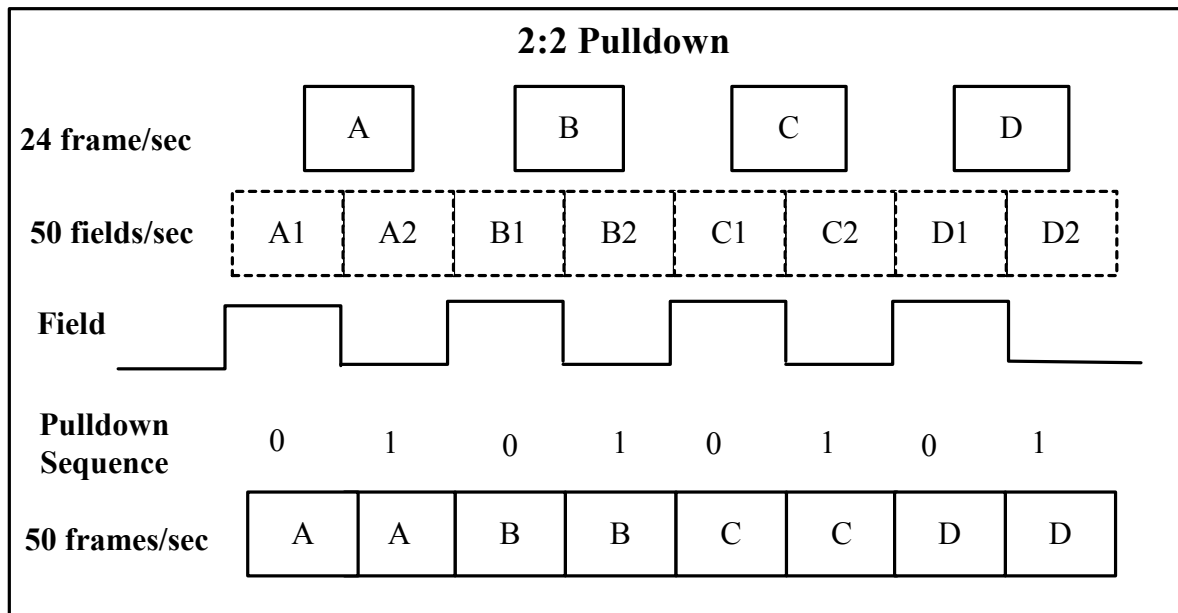 2:2 Pulldown
24 frame/sec
A B C D
50 fields/sec
A1 A2 B1 B2 C1 C2 D1 D2
Field
Pulldown
Sequence
0 1 0 1 0 1 0 1
50 frames/sec
A A B B C C D D